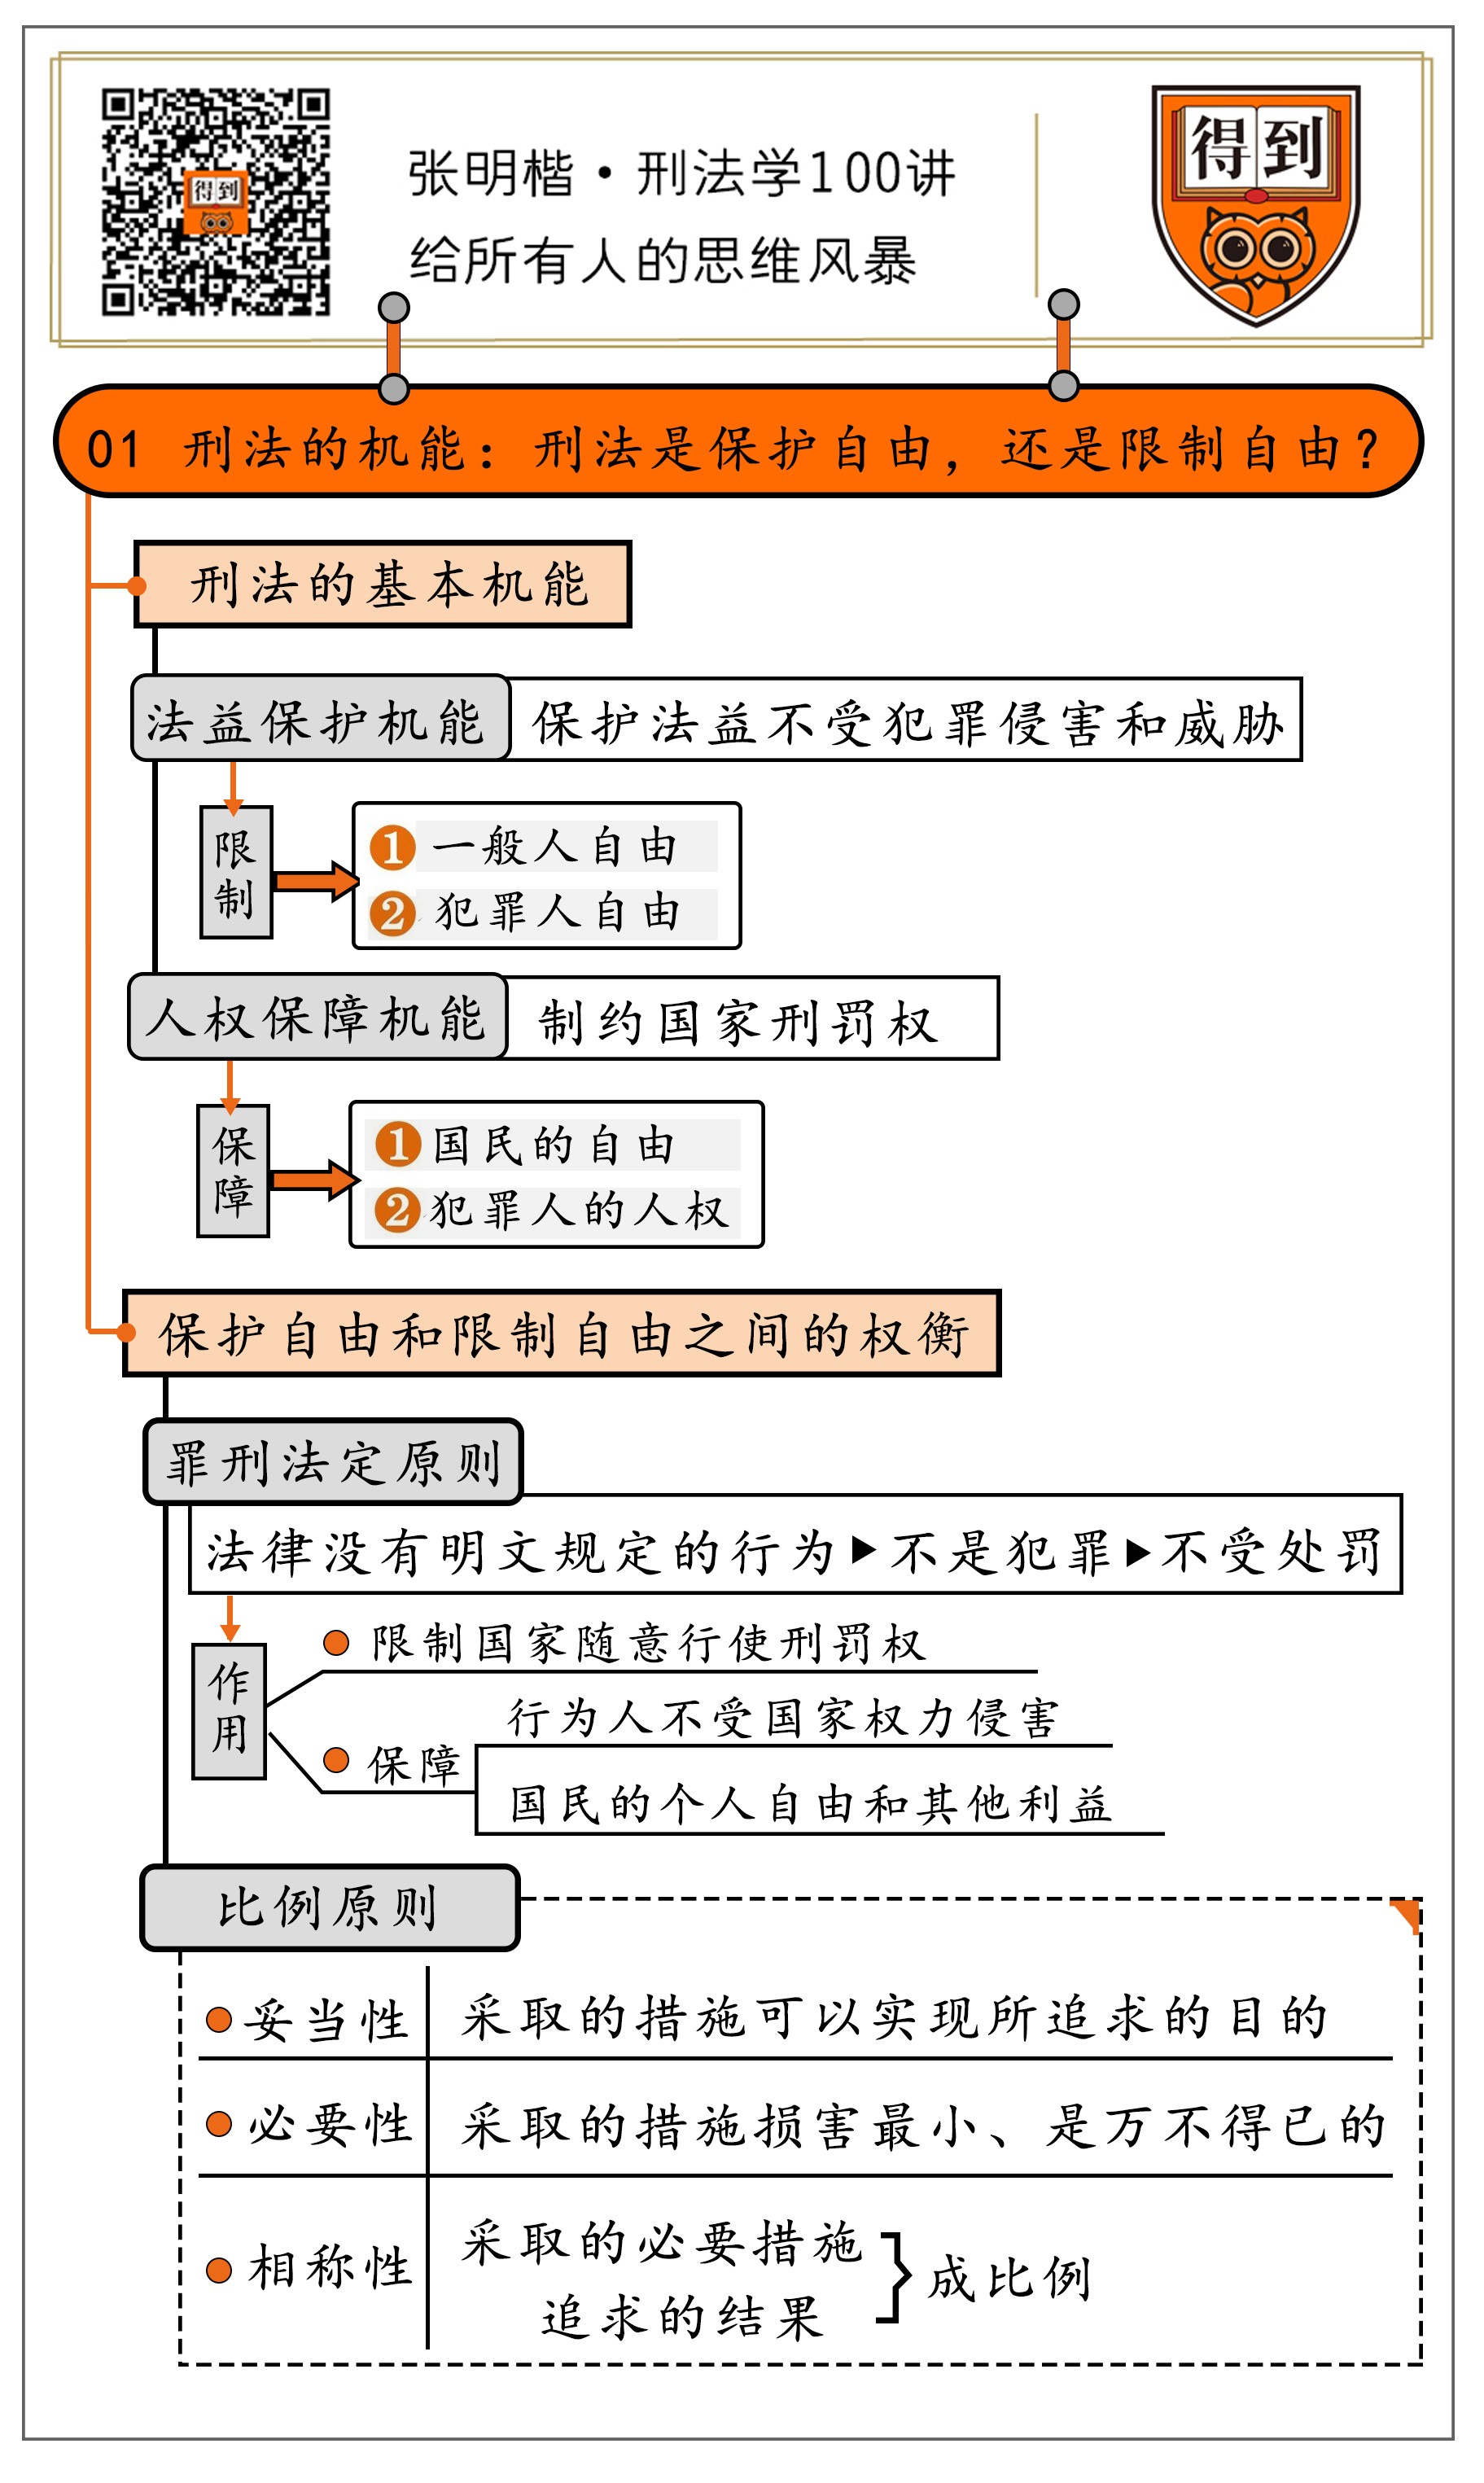 得到
张明楷·刑法学100讲
给所有人的思维风暴
得到
01 刑法的机能：刑法是保护自由，还是限制自由？
刑法的基本机能
法益保护机能 保护法益不受犯罪侵害和威胁
限制
1 一般人自由
2 犯罪人自由
人权保障机能 制约国家刑罚权
保障
1 国民的自由
2 犯罪人的人权
保护自由和限制自由之间的权衡
罪刑法定原则
法律没有明文规定的行为▶不是犯罪▶不受处罚
作用
限制国家随意行使刑罚权
保障
行为人不受国家权力侵害
国民的个人自由和其他利益
比例原则
妥当性 采取的措施可以实现所追求的目的
必要性 采取的措施损害最小、是万不得已的
相称性
采取的必要措施
追求的结果
成比例